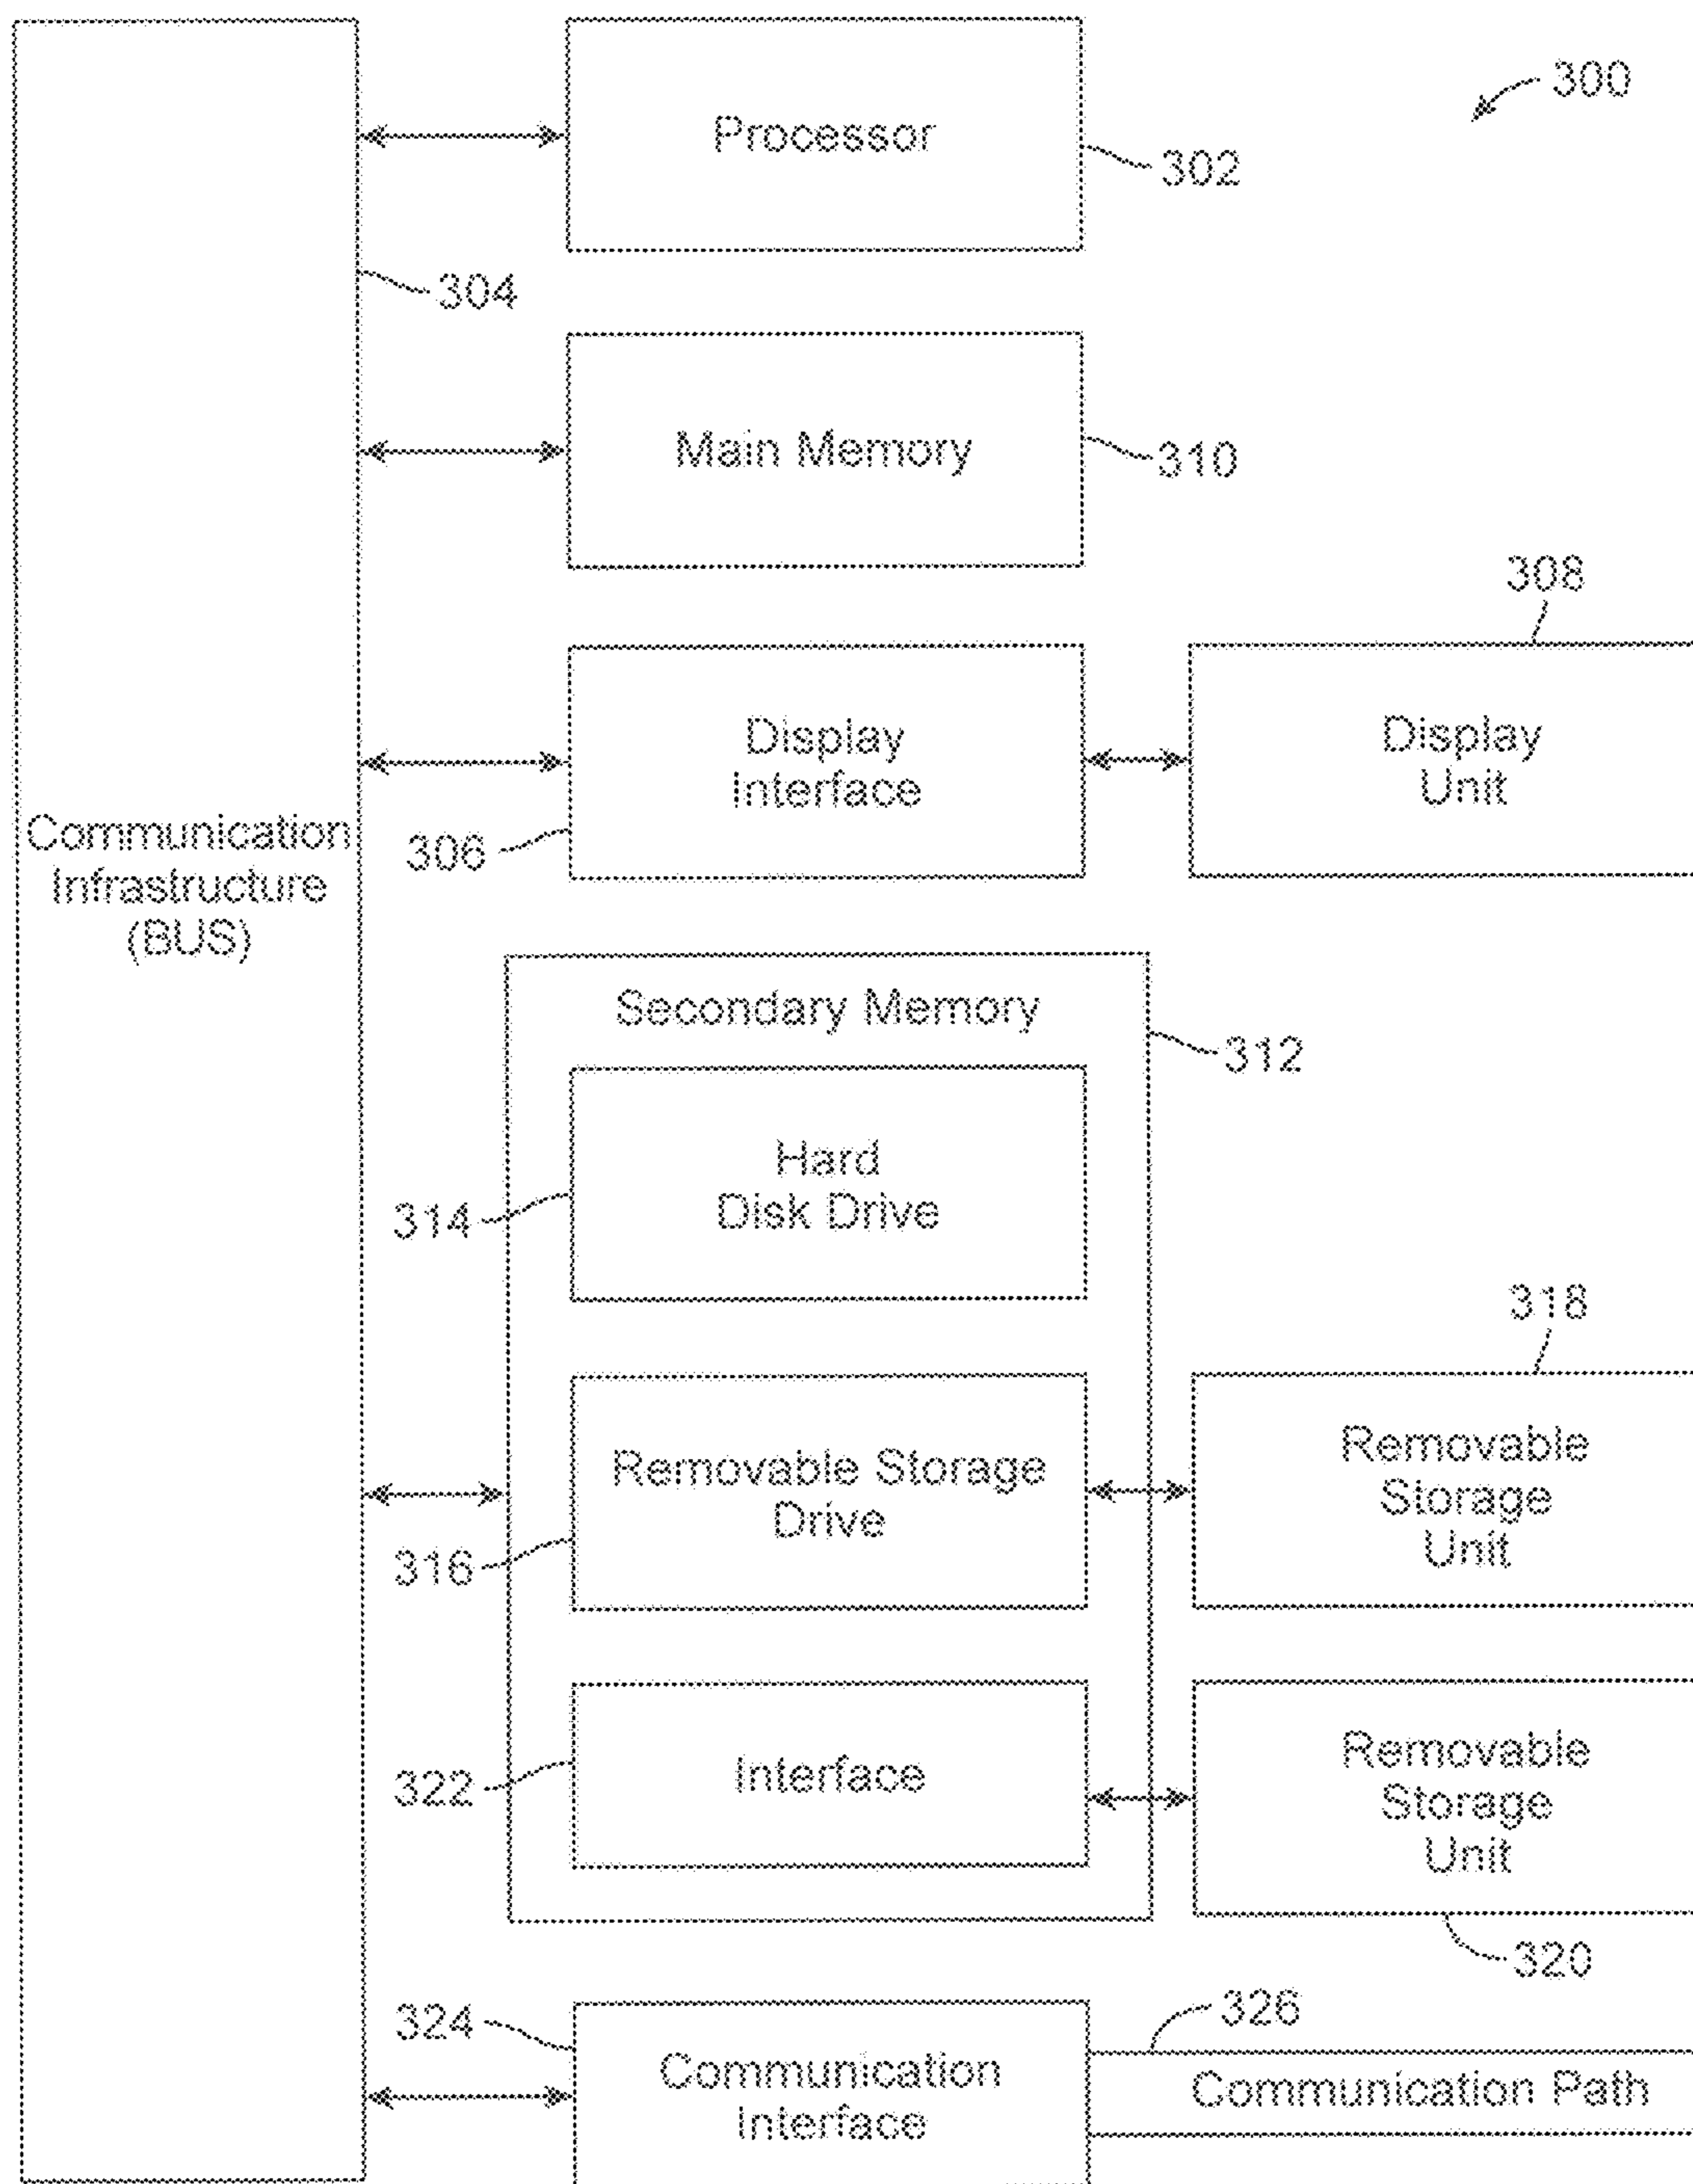 300
Processor
302
304
Main Memory
310
308
Display
Interface
306
Display
Unit
Communication
Infrastructure
(BUS)
Secondary Memory
312
Hard
Disk Drive
314
318
Removable Storage
Drive
316
Removable
Storage
Unit
Interface
322
Removable
Storage
Unit
320
324
326
Communication
Interface
Communication Path